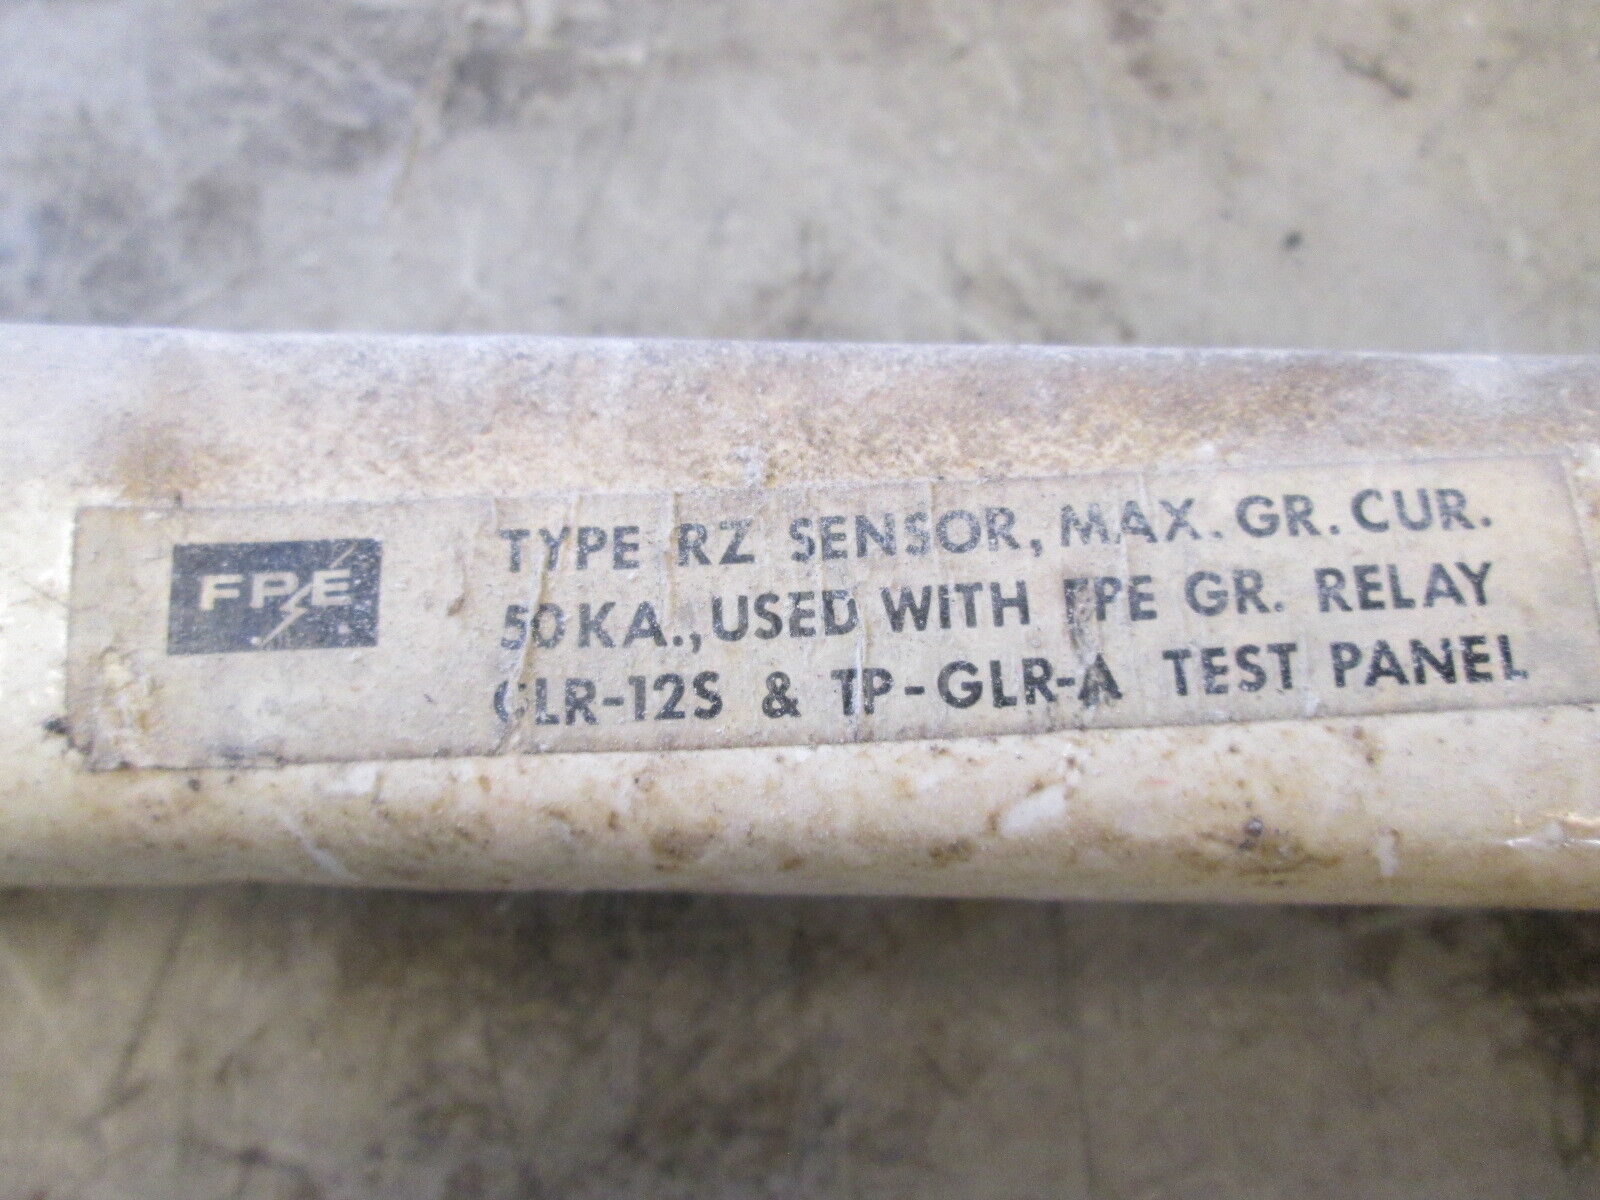 FPE
TYPE RZ SENSOR, MAX. GR. CUR.
50KA., USED WITH FPE GR. RELAY
GLR-12S & TP-GLR-A TEST PANEL